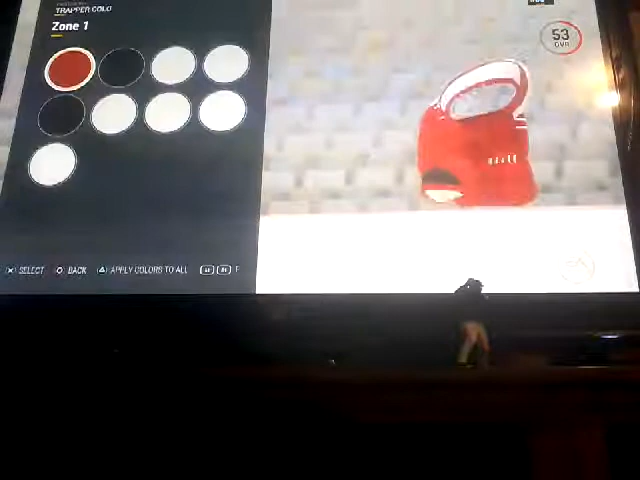 TRAPPER COLO
Zone 1
53
OVR
SELECT
BACK
APPLY COLORS TO ALL